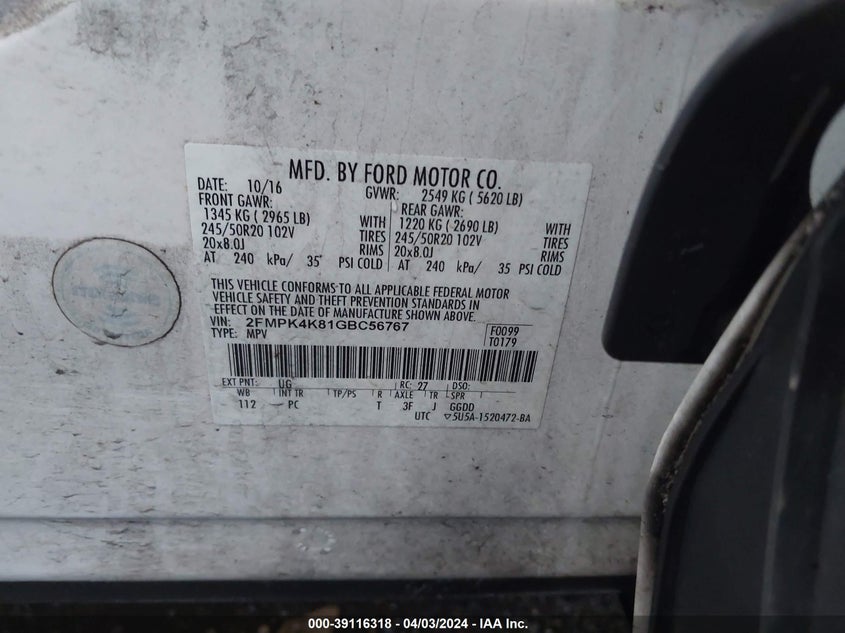 MFD. BY FORD MOTOR CO.
DATE: 10/16 GVWR: 2549 KG ( 5620 LB)
FRONT GAWR: REAR GAWR:
1345 KG ( 2965 LB) WITH 1220 KG ( 2690 LB) WITH
245/50R20 102V TIRES 245/50R20 102V TIRES
20x8.0J RIMS 20x8.0J RIMS
AT 240 kPa/ 35 PSI COLD AT 240 kPa/ 35 PSI COLD
THIS VEHICLE CONFORMS TO ALL APPLICABLE FEDERAL MOTOR
VEHICLE SAFETY AND THEFT PREVENTION STANDARDS IN
EFFECT ON THE DATE OF MANUFACTURE SHOWN ABOVE.
VIN: 2FMPK4K81GBC56767 F0099
TYPE: MPV T0179
EXT PNT: UG RC: 27 DSO:
WB INT TR TP/PS R AXLE TR SPR
112 PC T 3F J GGDD
UTC ▽5U5A-1520472-BA
000-39116318 - 04/03/2024 - IAA Inc.